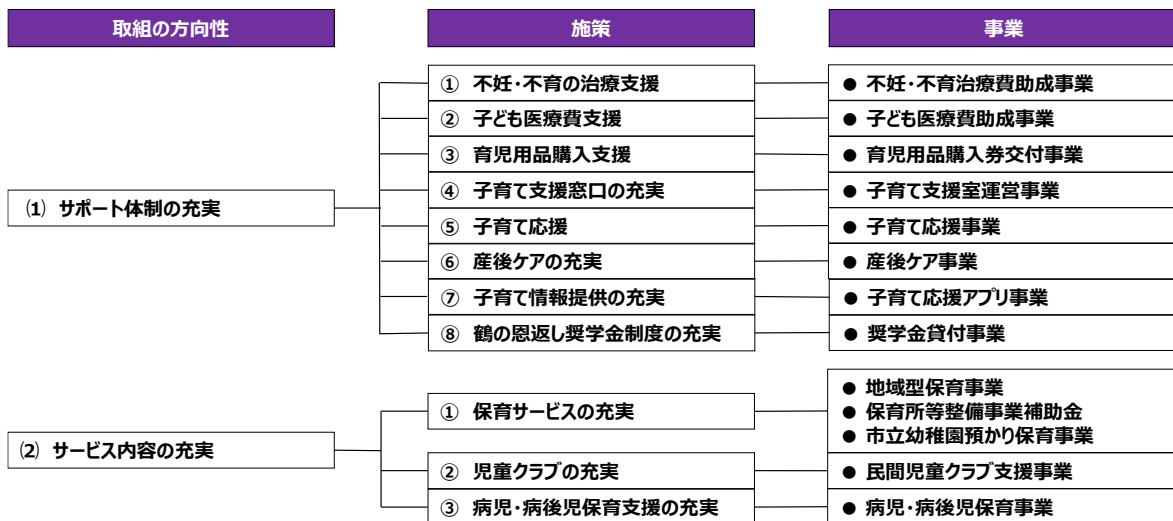 取組の方向性
施策
事業
⑴ サポート体制の充実
① 不妊・不育の治療支援
● 不妊・不育治療費助成事業
② 子ども医療費支援
● 子ども医療費助成事業
③ 育児用品購入支援
● 育児用品購入券交付事業
④ 子育て支援窓口の充実
● 子育て支援室運営事業
⑤ 子育て応援
● 子育て応援事業
⑥ 産後ケアの充実
● 産後ケア事業
⑦ 子育て情報提供の充実
● 子育て応援アプリ事業
⑧ 鶴の恩返し奨学金制度の充実
● 奨学金貸付事業
⑵ サービス内容の充実
① 保育サービスの充実
● 地域型保育事業
● 保育所等整備事業補助金
● 市立幼稚園預かり保育事業
② 児童クラブの充実
● 民間児童クラブ支援事業
③ 病児・病後児保育支援の充実
● 病児・病後児保育事業